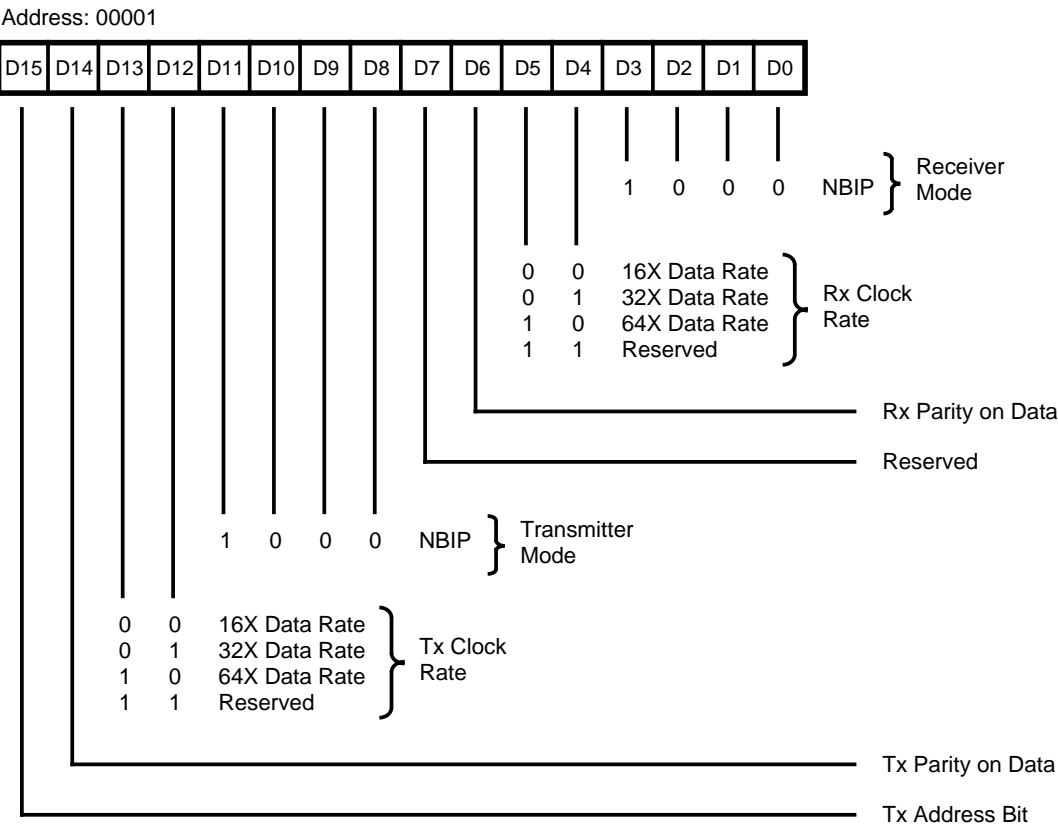 Address: 00001
D15 D14 D13 D12 D11 D10 D9 D8 D7 D6 D5 D4 D3 D2 D1 D0
1 0 0 0 NBIP
Receiver
Mode
0 0 16X Data Rate
0 1 32X Data Rate
1 0 64X Data Rate
1 1 Reserved
Rx Clock
Rate
Rx Parity on Data
Reserved
1 0 0 0 NBIP
Transmitter
Mode
0 0 16X Data Rate
0 1 32X Data Rate
1 0 64X Data Rate
1 1 Reserved
Tx Clock
Rate
Tx Parity on Data
Tx Address Bit